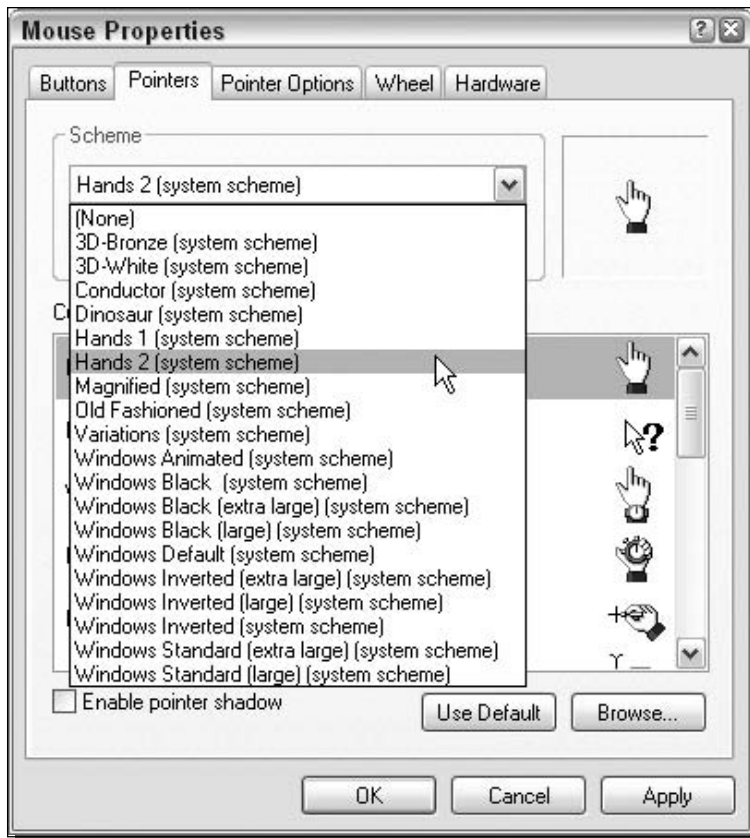 Mouse Properties
Buttons Pointers Pointer Options Wheel Hardware
Scheme
Hands 2 (system scheme)
(None)
3D-Bronze (system scheme)
3D-White (system scheme)
Conductor (system scheme)
Dinosaur (system scheme)
Hands 1 (system scheme)
Hands 2 (system scheme)
Magnified (system scheme)
Old Fashioned (system scheme)
Variations (system scheme)
Windows Animated (system scheme)
Windows Black (system scheme)
Windows Black (extra large) (system scheme)
Windows Black (large) (system scheme)
Windows Default (system scheme)
Windows Inverted (extra large) (system scheme)
Windows Inverted (large) (system scheme)
Windows Inverted (system scheme)
Windows Standard (extra large) (system scheme)
Windows Standard (large) (system scheme)
Enable pointer shadow
Use Default Browse...
OK Cancel Apply